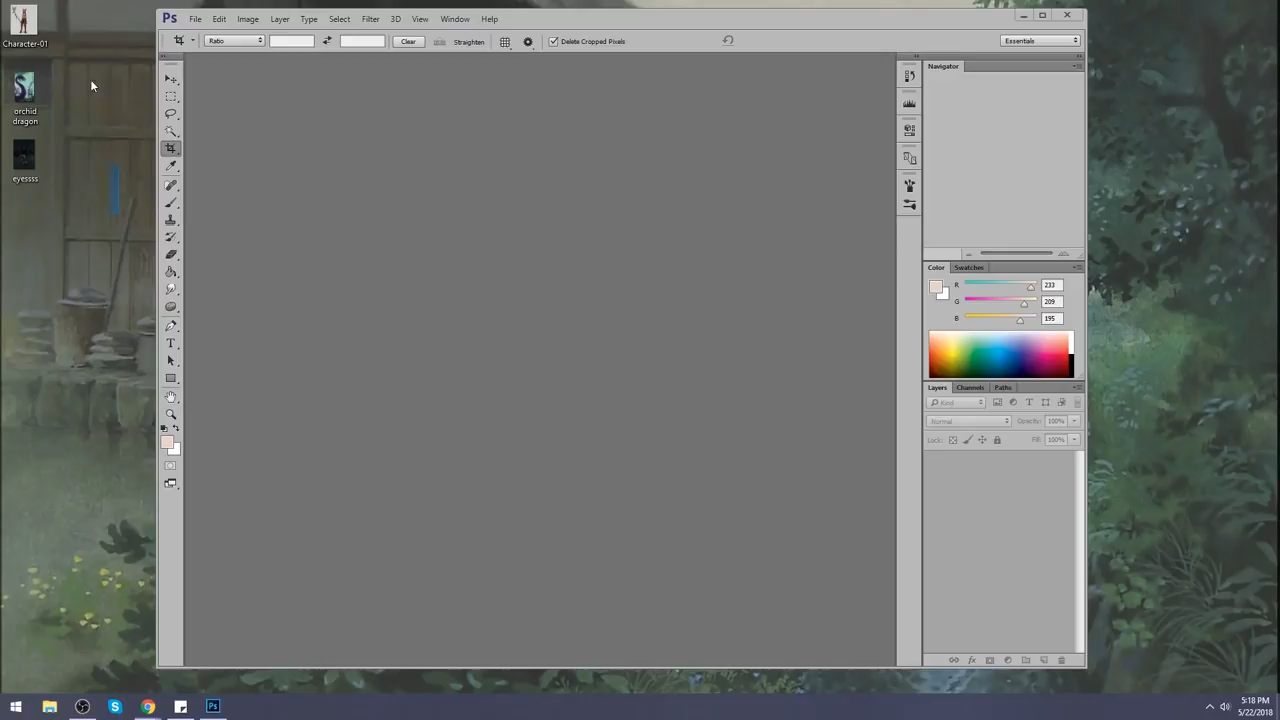 Ps File Edit Image Layer Type Select Filter 3D View Window Help
Ratio Clear Straighten Delete Cropped Pixels Essentials
Character-01
orchid
dragon
eyessss
Navigator
Color Swatches
R 233
G 209
B 195
Layers Channels Paths
Kind
Normal Opacity: 100%
Lock: Fill: 100%
Ps
5:18 PM
5/22/2018